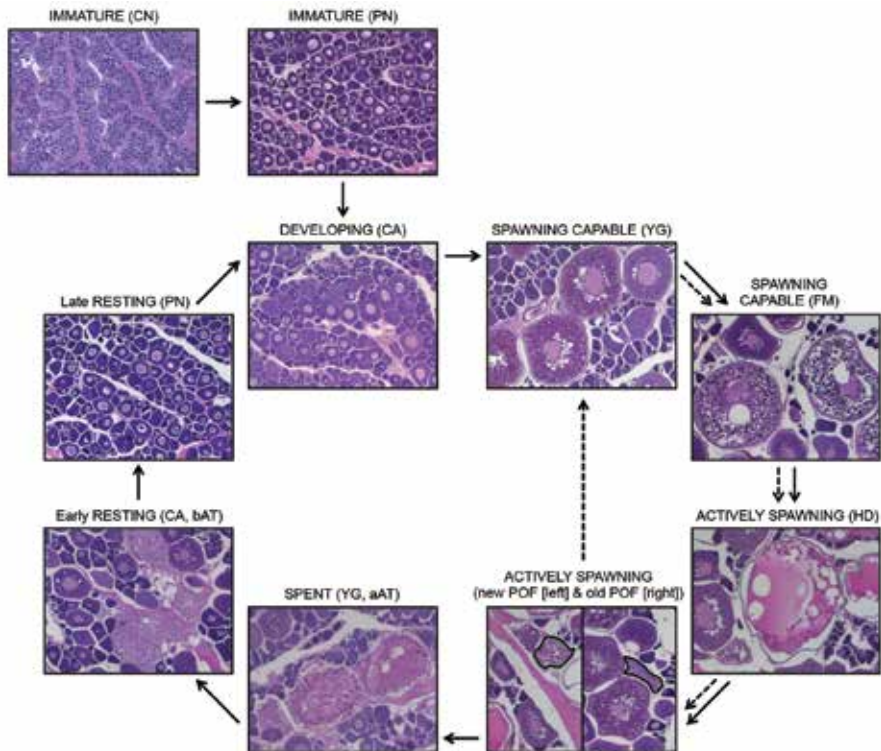 IMMATURE (CN)
IMMATURE (PN)
DEVELOPING (CA)
SPAWNING CAPABLE (YG)
SPAWNING
CAPABLE (FM)
Late RESTING (PN)
Early RESTING (CA, bAT)
SPENT (YG, aAT)
ACTIVELY SPAWNING
(new POF [left] & old POF [right])
ACTIVELY SPAWNING (HD)